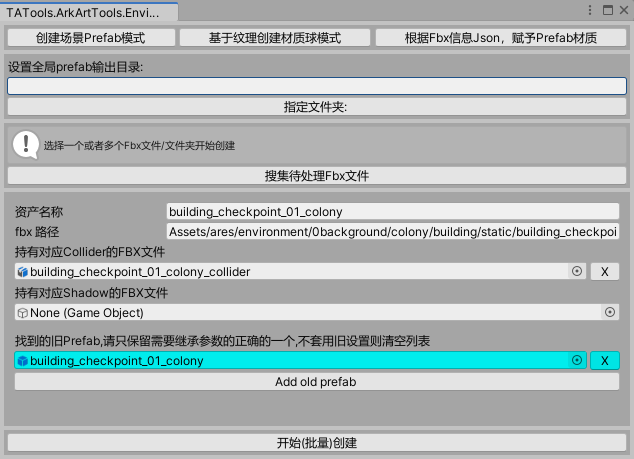 TATools.ArkArtTools.Envi...
创建场景Prefab模式
基于纹理创建材质球模式
根据Fbx信息Json，赋予Prefab材质
设置全局prefab输出目录:
指定文件夹:
选择一个或者多个Fbx文件/文件夹开始创建
搜集待处理Fbx文件
资产名称
building_checkpoint_01_colony
fbx 路径
Assets/ares/environment/0background/colony/building/static/building_checkpoi
持有对应Collider的FBX文件
building_checkpoint_01_colony_collider
X
持有对应Shadow的FBX文件
None (Game Object)
找到的旧Prefab,请只保留需要继承参数的正确的一个,不套用旧设置则清空列表
building_checkpoint_01_colony
X
Add old prefab
开始(批量)创建